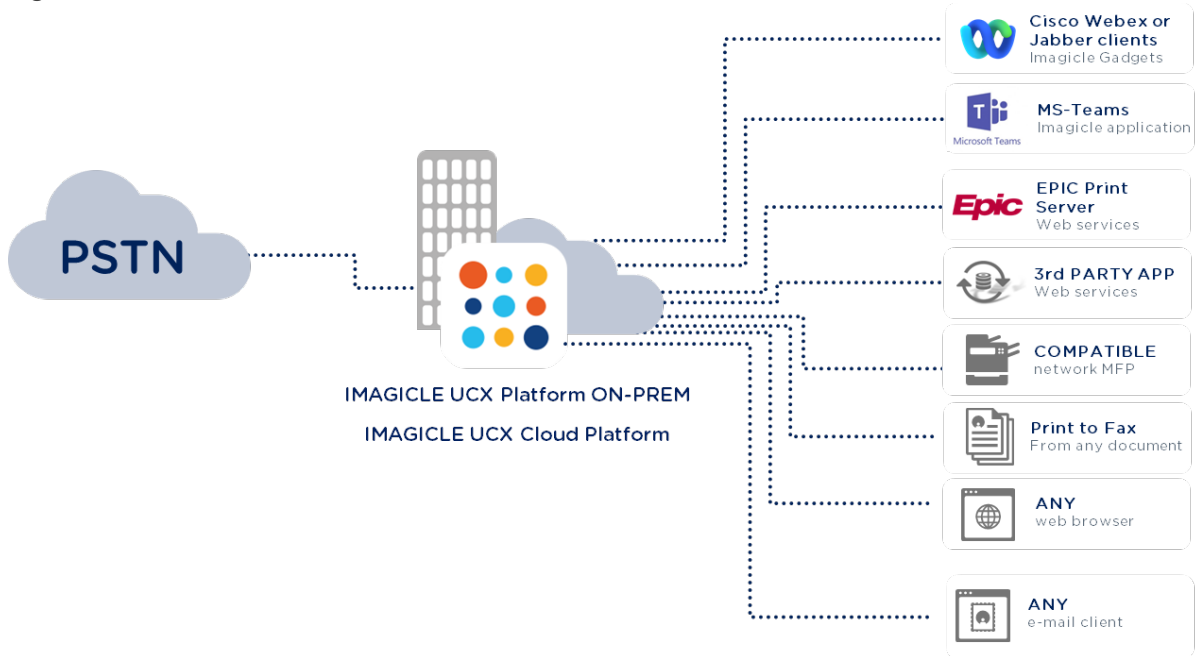 PSTN
IMAGICLE UCX Platform ON-PREM
IMAGICLE UCX Cloud Platform
Cisco Webex or
Jabber clients
Imagicle Gadgets
T
Microsoft Teams
MS-Teams
Imagicle application
Epic
EPIC Print
Server
Web services
3rd PARTY APP
Web services
COMPATIBLE
network MFP
Print to Fax
From any document
ANY
web browser
ANY
e-mail client